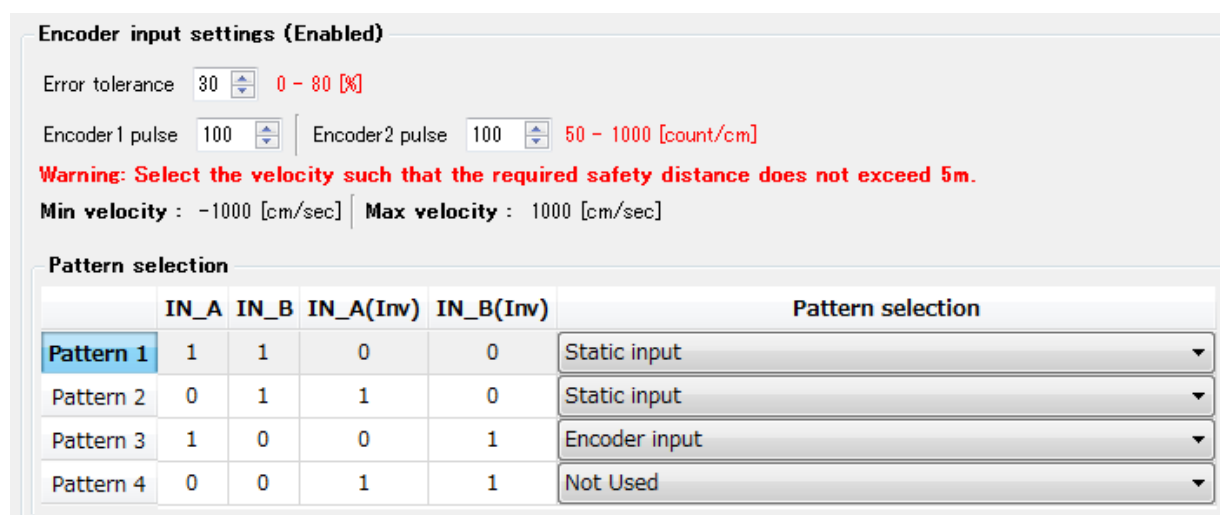 Encoder input settings (Enabled)
Error tolerance 30 0 - 80 [%]
Encoder1 pulse 100 Encoder2 pulse 100 50 - 1000 [count/cm]
Warning: Select the velocity such that the required safety distance does not exceed 5m.
Min velocity : -1000 [cm/sec] Max velocity : 1000 [cm/sec]
Pattern selection
IN_A IN_B IN_A(Inv) IN_B(Inv) Pattern selection
Pattern 1 1 1 0 0 Static input
Pattern 2 0 1 1 0 Static input
Pattern 3 1 0 0 1 Encoder input
Pattern 4 0 0 1 1 Not Used